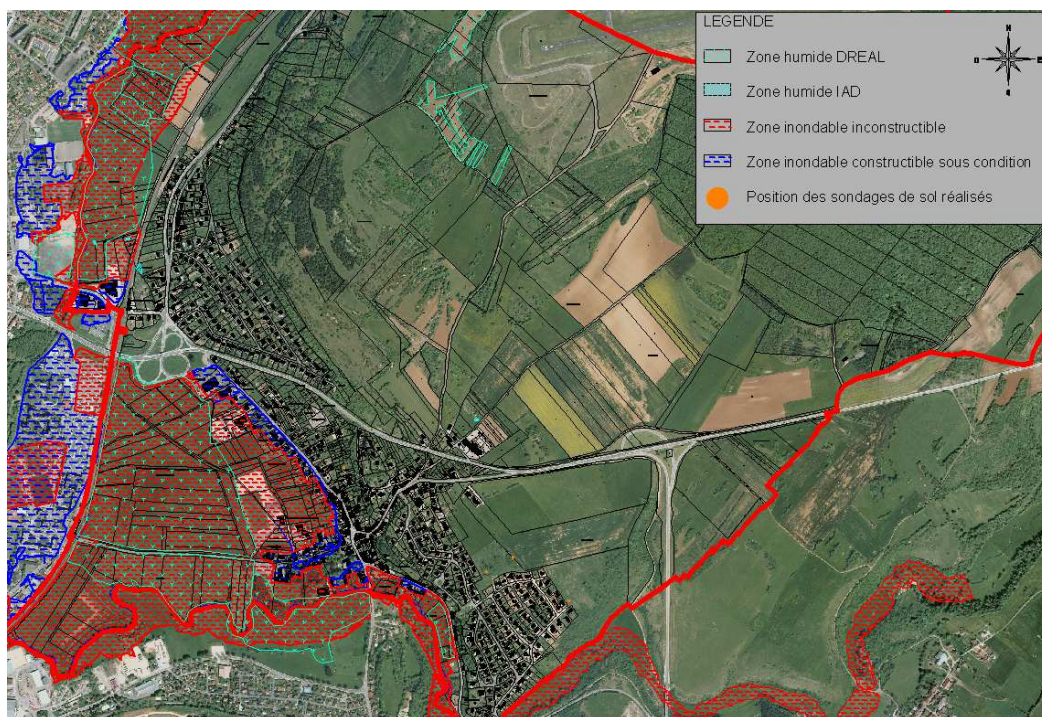 LEGENDE
N
O
E
S
Zone humide DREAL
Zone humide IAD
Zone inondable inconstructible
Zone inondable constructible sous condition
Position des sondages de sol réalisés